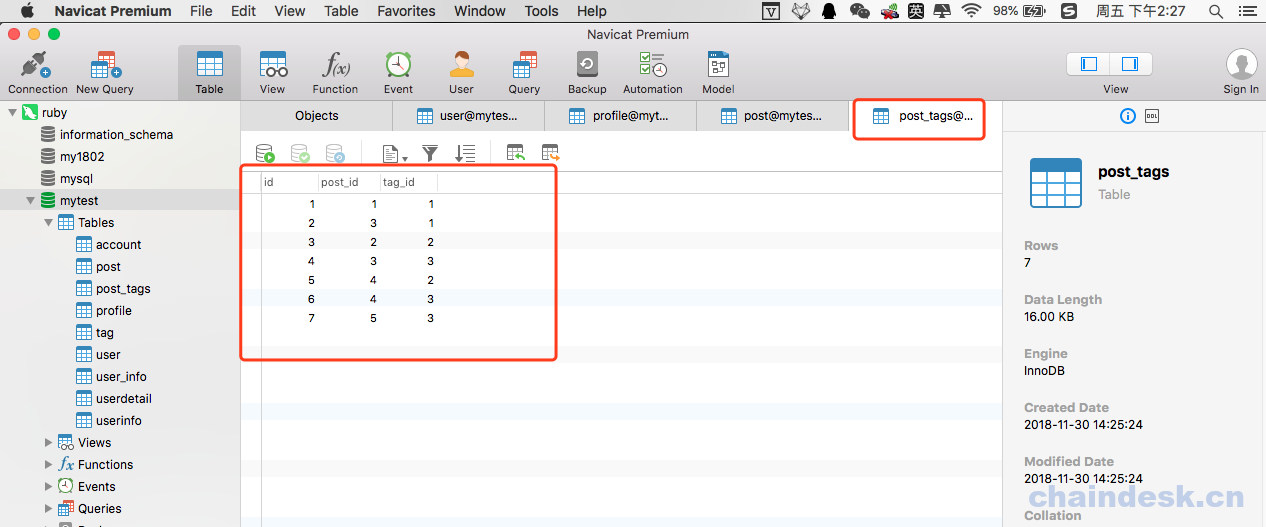 Navicat Premium File Edit View Table Favorites Window Tools Help 英 98% S 周五 下午2:27
Navicat Premium
Connection New Query Table View Function Event User Query Backup Automation Model View Sign In
ruby
information_schema
my1802
mysql
mytest
Tables
account
post
post_tags
profile
tag
user
user_info
userdetail
userinfo
Views
Functions
Events
Queries
Objects user@mytes... profile@myt... post@mytes... post_tags@...
id post_id tag_id
1 1 1
2 3 1
3 2 2
4 3 3
5 4 2
6 4 3
7 5 3
DDL
post_tags
Table
Rows
7
Data Length
16.00 KB
Engine
InnoDB
Created Date
2018-11-30 14:25:24
Modified Date
2018-11-30 14:25:24
chaindesk.cn
Collation